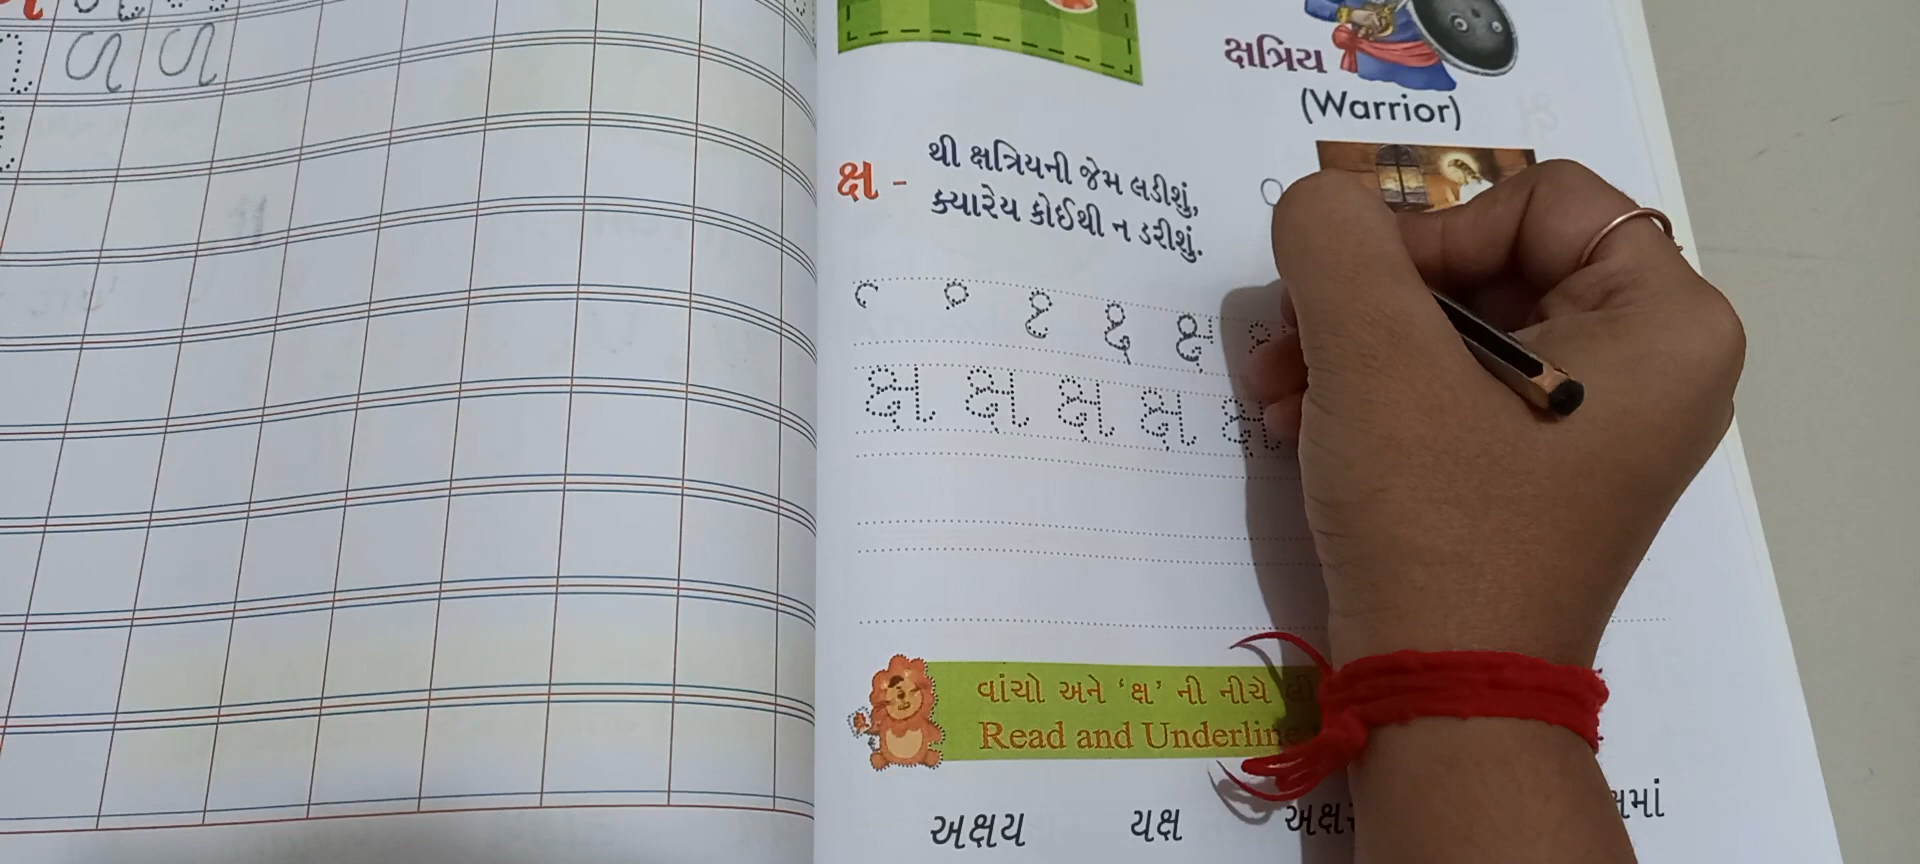 ળ ળ
ક્ષત્રિય
(Warrior)
ક્ષ - થી ક્ષત્રિયની જેમ લડીશું,
ક્યારેય કોઈથી ન ડરીશું.
ક્ષ ક્ષ ક્ષ ક્ષ ક્ષ
વાંચો અને ‘ક્ષ’ ની નીચે
Read and Underline
અક્ષય યક્ષ